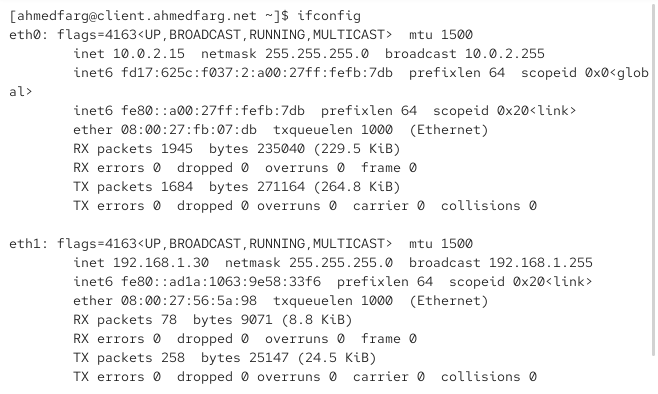 [ahmedfarg@client.ahmedfarg.net ~]$ ifconfig
eth0: flags=4163<UP,BROADCAST,RUNNING,MULTICAST>  mtu 1500
        inet 10.0.2.15  netmask 255.255.255.0  broadcast 10.0.2.255
        inet6 fd17:625c:f037:2:a00:27ff:fefb:7db  prefixlen 64  scopeid 0x0<glob
al>
        inet6 fe80::a00:27ff:fefb:7db  prefixlen 64  scopeid 0x20<link>
        ether 08:00:27:fb:07:db  txqueuelen 1000  (Ethernet)
        RX packets 1945  bytes 235040 (229.5 KiB)
        RX errors 0  dropped 0  overruns 0  frame 0
        TX packets 1684  bytes 271164 (264.8 KiB)
        TX errors 0  dropped 0 overruns 0  carrier 0  collisions 0

eth1: flags=4163<UP,BROADCAST,RUNNING,MULTICAST>  mtu 1500
        inet 192.168.1.30  netmask 255.255.255.0  broadcast 192.168.1.255
        inet6 fe80::ad1a:1063:9e58:33f6  prefixlen 64  scopeid 0x20<link>
        ether 08:00:27:56:5a:98  txqueuelen 1000  (Ethernet)
        RX packets 78  bytes 9071 (8.8 KiB)
        RX errors 0  dropped 0  overruns 0  frame 0
        TX packets 258  bytes 25147 (24.5 KiB)
        TX errors 0  dropped 0 overruns 0  carrier 0  collisions 0